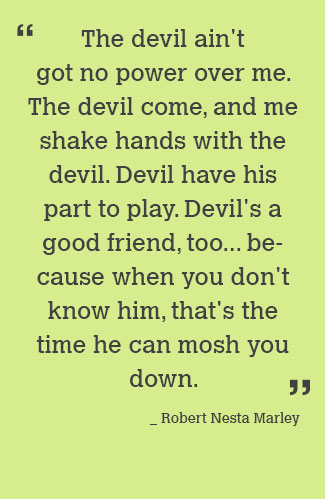 “ The devil ain't
got no power over me.
The devil come, and me
shake hands with the
devil. Devil have his
part to play. Devil's a
good friend, too... be-
cause when you don't
know him, that's the
time he can mosh you
down. ”
_ Robert Nesta Marley